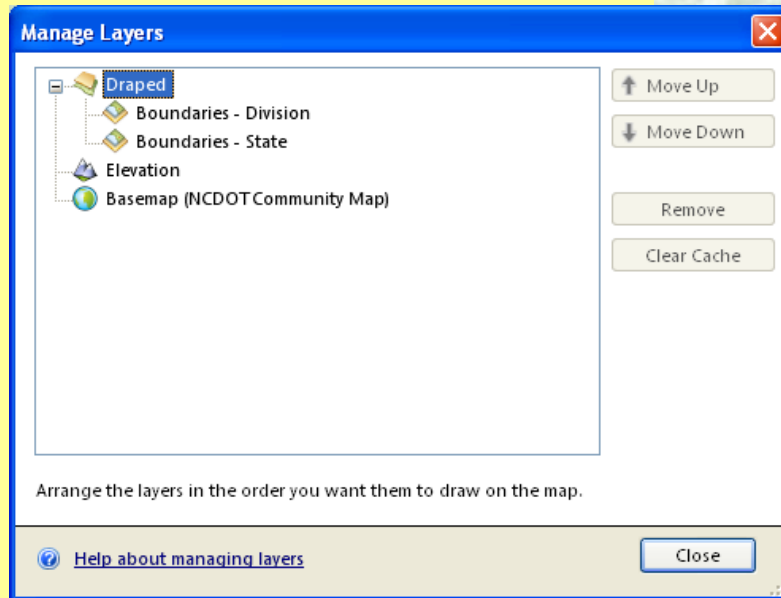 Manage Layers
Draped
Boundaries - Division
Boundaries - State
Elevation
Basemap (NCDOT Community Map)
Move Up
Move Down
Remove
Clear Cache
Arrange the layers in the order you want them to draw on the map.
Help about managing layers
Close